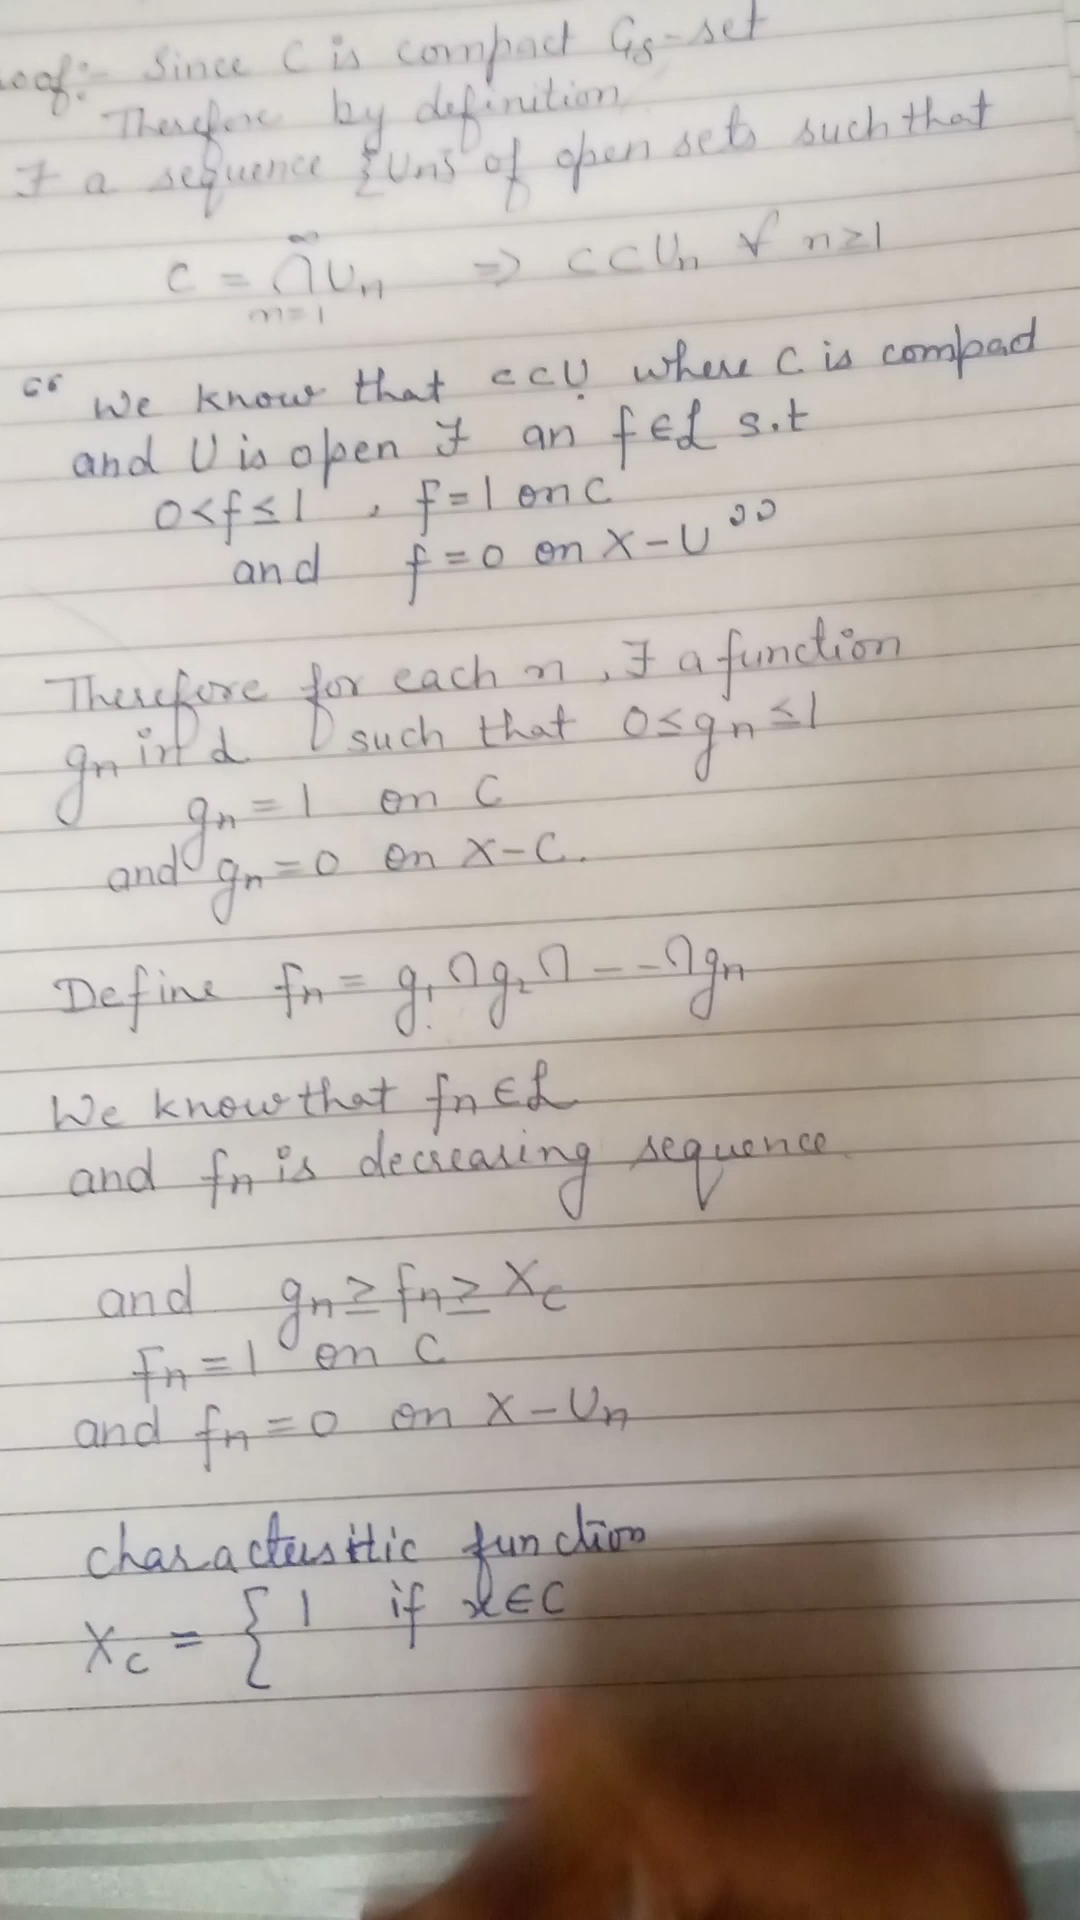 oof:- Since C is compact Gδ-set
Therefore by definition
∃ a sequence {Un} of open sets such that
C = ∞∩n=1 Un ⇒ C⊂Un ∀ n≥1
“ We know that C⊂U where C is compact
and U is open ∃ an f∈ℒ s.t
0<f≤1 , f=1 on C
and f=0 on X-U ”
Therefore for each n, ∃ a function
gn in ℒ such that 0≤gn≤1
gn=1 on C
and gn=0 on X-C.
Define fn = g1∩g2∩---∩gn
We know that fn∈ℒ
and fn is decreasing sequence
and gn≥fn≥Xc
Fn=1 on C
and fn=0 on X-Un
characteristic function
Xc = { 1 if x∈C